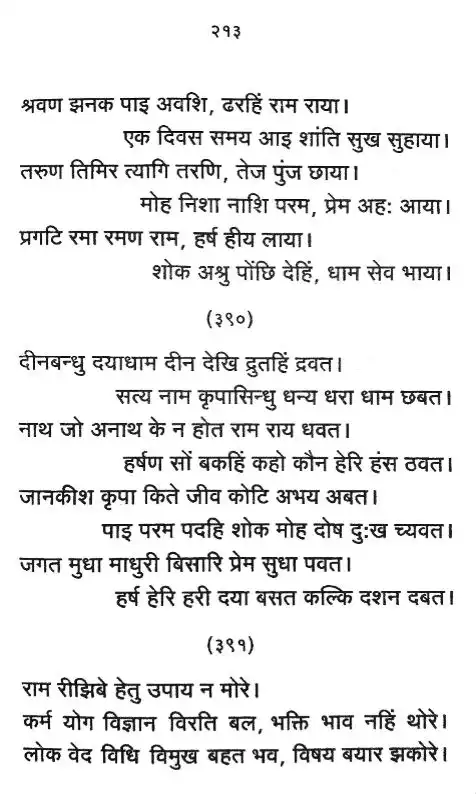 २१३
श्रवण झनक पाइ अवशि, ढरहिं राम राया।
एक दिवस समय आइ शांति सुख सुहाया।
तरुण तिमिर त्यागि तरणि, तेज पुंज छाया।
मोह निशा नाशि परम, प्रेम अहः आया।
प्रगटि रमा रमण राम, हर्ष हीय लाया।
शोक अश्रु पोंछि देहिं, धाम सेव भाया।
(३९०)
दीनबन्धु दयाधाम दीन देखि द्रुतहिं द्रवत।
सत्य नाम कृपासिन्धु धन्य धरा धाम छबत।
नाथ जो अनाथ के न होत राम राय धवत।
हर्षण सों बकहिं कहो कौन हेरि हंस ठवत।
जानकीश कृपा किते जीव कोटि अभय अबत।
पाइ परम पदहि शोक मोह दोष दुःख च्यवत।
जगत मुधा माधुरी बिसारि प्रेम सुधा पवत।
हर्ष हेरि हरी दया बसत कल्कि दशन दबत।
(३९१)
राम रीझिबे हेतु उपाय न मोरे।
कर्म योग विज्ञान विरति बल, भक्ति भाव नहिं थोरे।
लोक वेद विधि विमुख बहत भव, विषय बयार झकोरे।